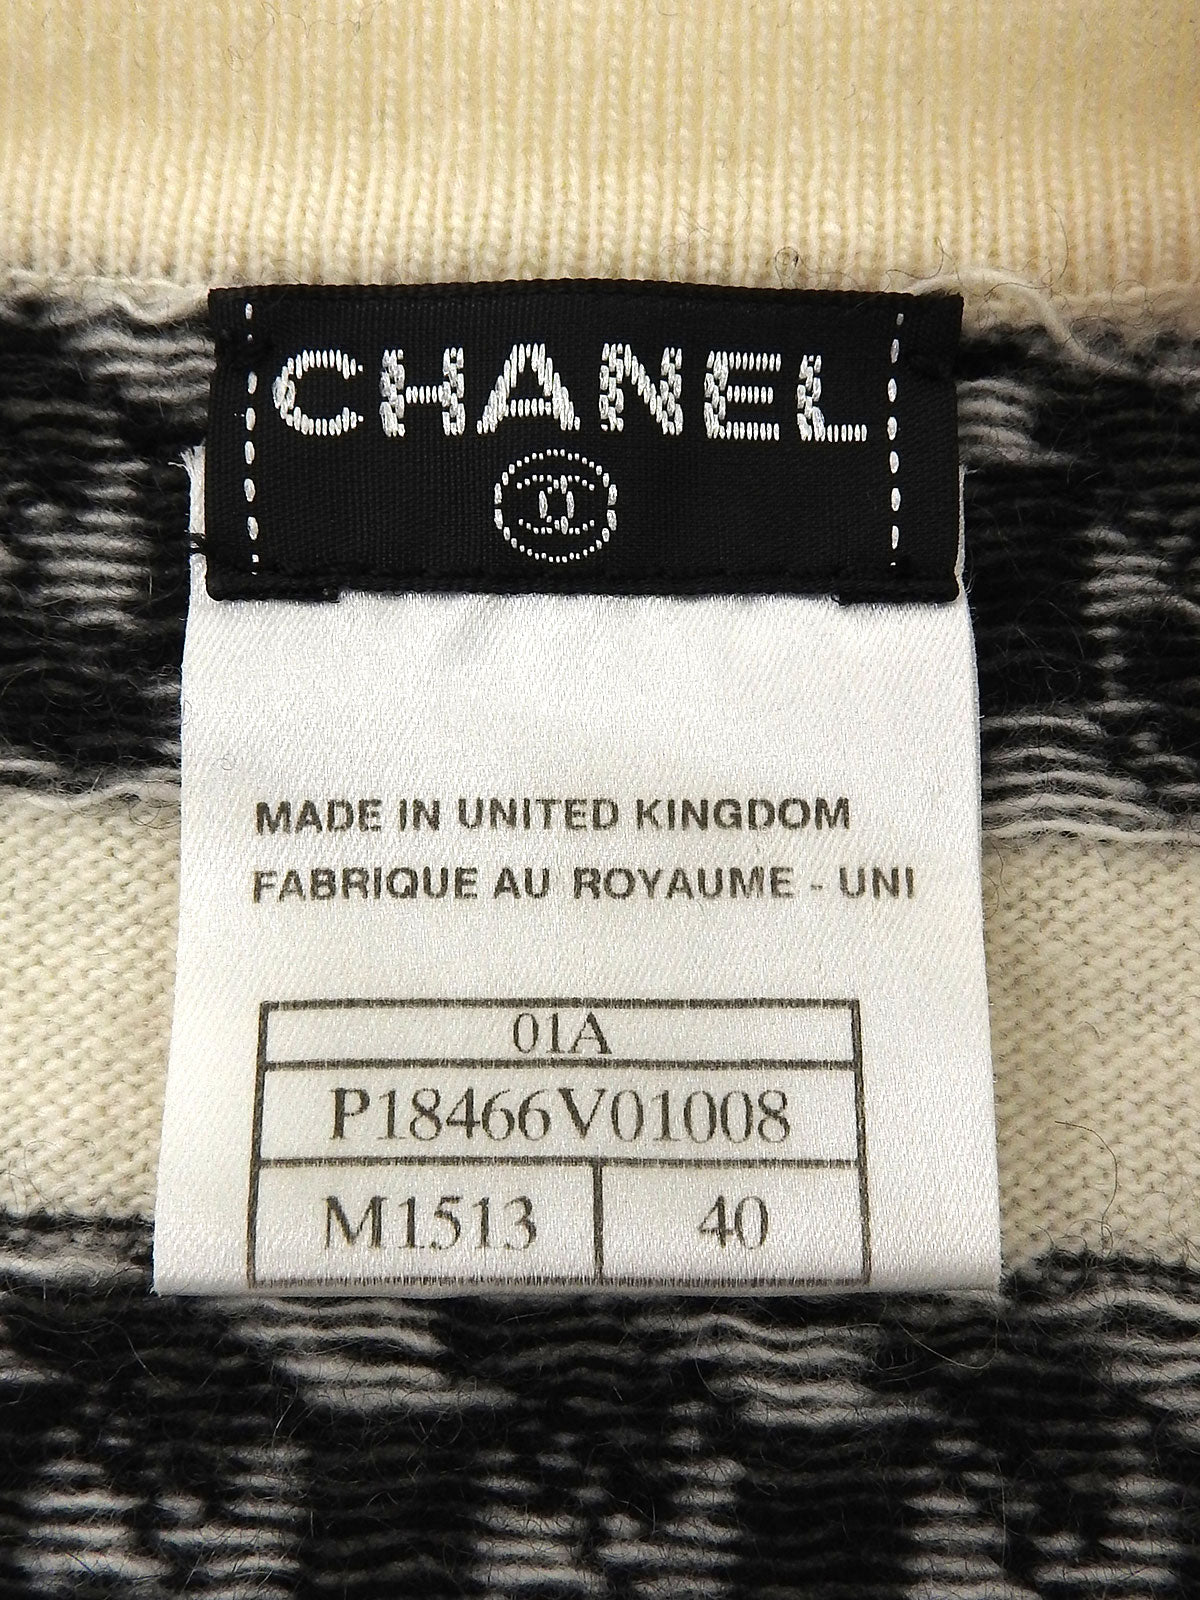 CHANEL
MADE IN UNITED KINGDOM
FABRIQUE AU ROYAUME - UNI
01A
P18466V01008
M1513 40